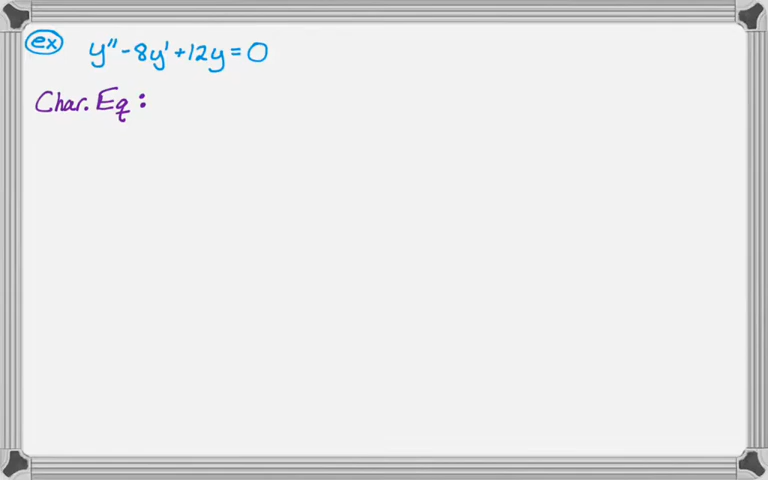 ex y″ - 8y′ + 12y = 0
Char. Eq :